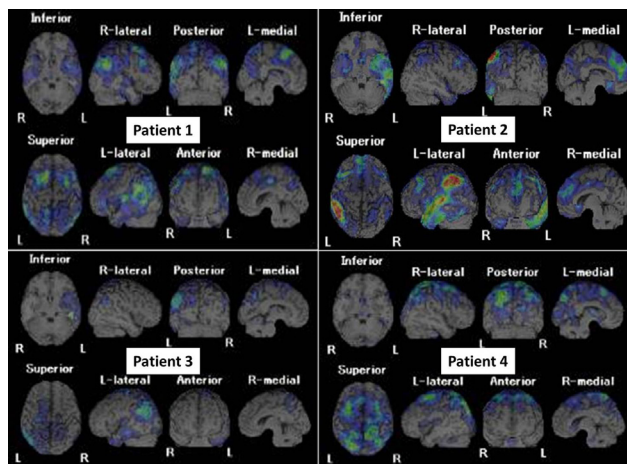 Inferior
R-lateral Posterior L-medial
R L
Patient 1
Superior
L-lateral Anterior R-medial
L R
R L
Inferior
R-lateral Posterior L-medial
R L
L R
Patient 2
Superior
L-lateral Anterior R-medial
L R
R L
Inferior
R-lateral Posterior L-medial
R L
L R
Patient 3
Superior
L-lateral Anterior R-medial
L R
R L
Inferior
R-lateral Posterior L-medial
R L
L R
Patient 4
Superior
L-lateral Anterior R-medial
L R
R L